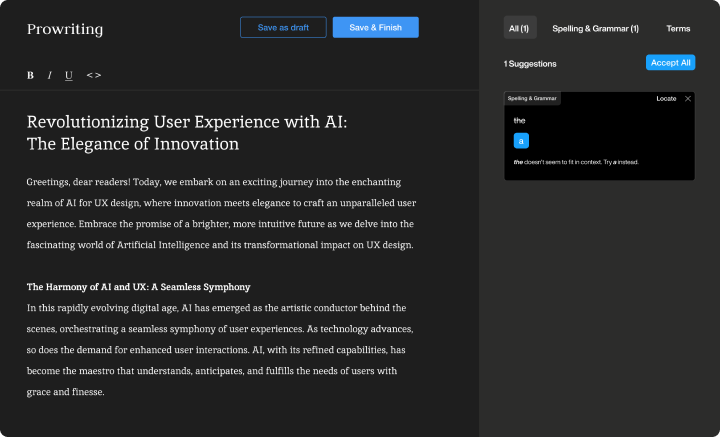 Prowriting
Save as draft
Save & Finish
B I U <>
Revolutionizing User Experience with AI:
The Elegance of Innovation
Greetings, dear readers! Today, we embark on an exciting journey into the enchanting
realm of AI for UX design, where innovation meets elegance to craft an unparalleled user
experience. Embrace the promise of a brighter, more intuitive future as we delve into the
fascinating world of Artificial Intelligence and its transformational impact on UX design.
The Harmony of AI and UX: A Seamless Symphony
In this rapidly evolving digital age, AI has emerged as the artistic conductor behind the
scenes, orchestrating a seamless symphony of user experiences. As technology advances,
so does the demand for enhanced user interactions. AI, with its refined capabilities, has
become the maestro that understands, anticipates, and fulfills the needs of users with
grace and finesse.
All (1)
Spelling & Grammar (1)
Terms
1 Suggestions
Accept All
Spelling & Grammar
Locate
the
a
the doesn't seem to fit in context. Try a instead.